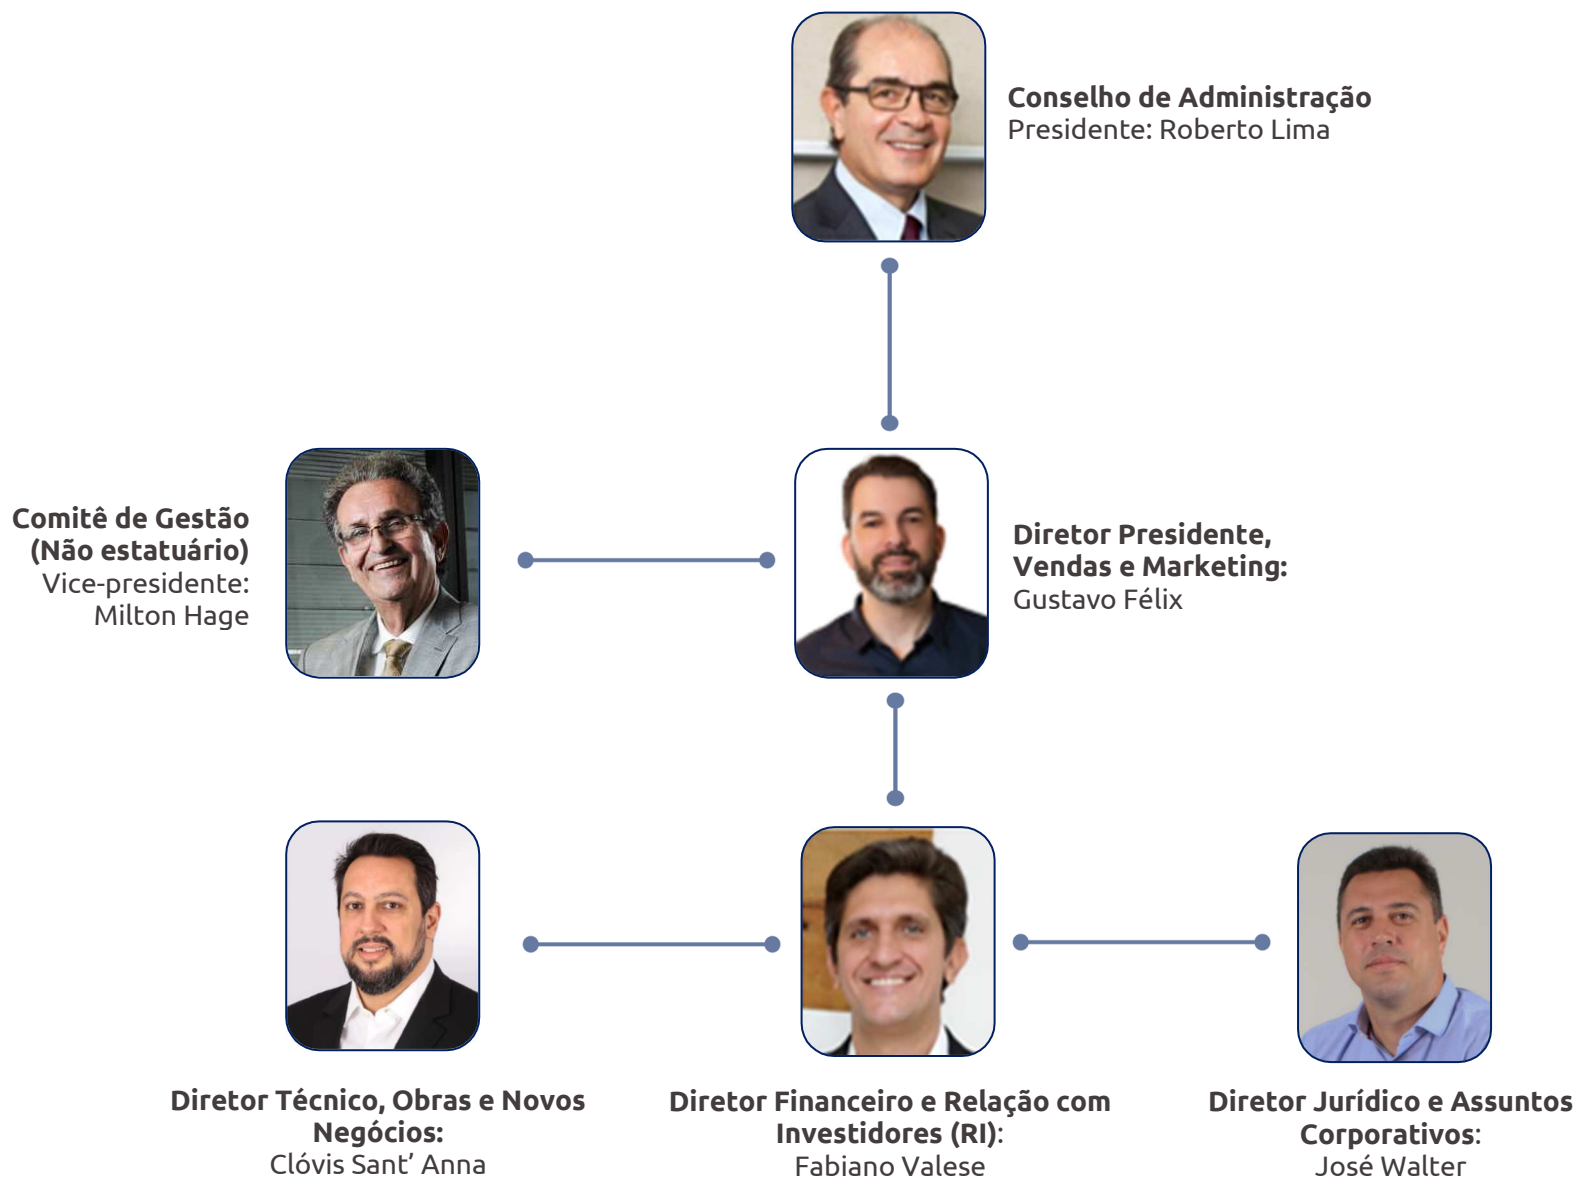 Conselho de Administração
Presidente: Roberto Lima
Comitê de Gestão
(Não estatuário)
Vice-presidente:
Milton Hage
Diretor Presidente,
Vendas e Marketing:
Gustavo Félix
Diretor Técnico, Obras e Novos
Negócios:
Clóvis Sant’ Anna
Diretor Financeiro e Relação com
Investidores (RI):
Fabiano Valese
Diretor Jurídico e Assuntos
Corporativos:
José Walter